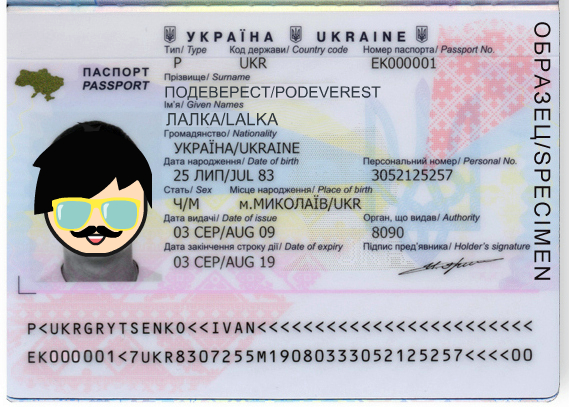 УКРАЇНА UKRAINE
Тип/ Type Код держави/ Country code Номер паспорта/ Passport No.
P UKR EK000001
ПАСПОРТ
PASSPORT
Прізвище/ Surname
ПОДЕВЕРЕСТ/PODEVEREST
Ім'я/ Given Names
ЛАЛКА/LALKA
Громадянство/ Nationality
УКРАЇНА/UKRAINE
Дата народження/ Date of birth Персональний номер/ Personal No.
25 ЛИП/JUL 83 3052125257
Стать/ Sex Місце народження/ Place of birth
Ч/M м.МИКОЛАЇВ/UKR
Дата видачі/ Date of issue Орган, що видав/ Authority
03 СЕР/AUG 09 8090
Дата закінчення строку дії/ Date of expiry Підпис пред'явника/ Holder's signature
03 СЕР/AUG 19
ОБРАЗЕЦ/SPECIMEN
P<UKRGRYTSENKO<<IVAN<<<<<<<<<<<<<<<<<<<<<<<<
EK000001<7UKR8307255M19080333052125257<<<<00